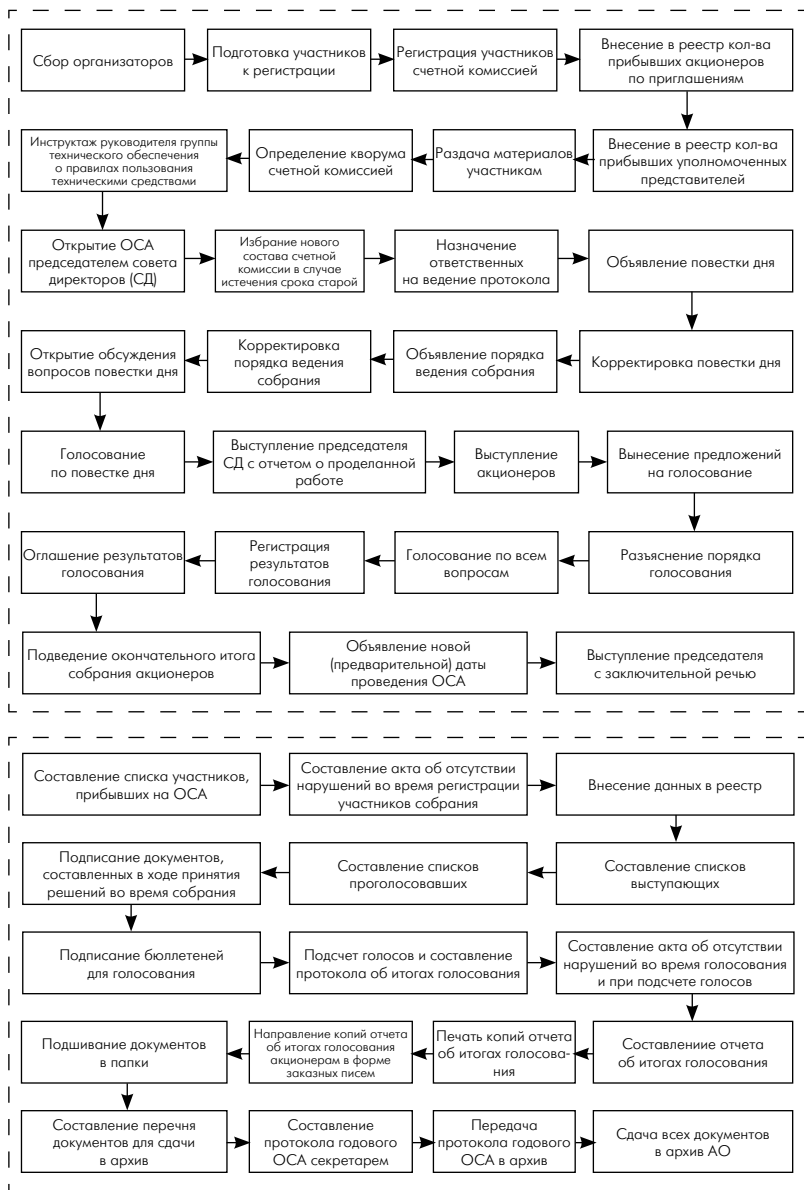 Сбор организаторов
Подготовка участников
к регистрации
Регистрация участников
счетной комиссией
Внесение в реестр кол-ва
прибывших акционеров
по приглашениям
Внесение в реестр кол-ва
прибывших уполномоченных
представителей
Раздача материалов
участникам
Определение кворума
счетной комиссией
Инструктаж руководителя группы
технического обеспечения
о правилах пользования
техническими средствами
Открытие ОСА
председателем совета
директоров (СД)
Избрание нового
состава счетной
комиссии в случае
истечения срока старой
Назначение
ответственных
на ведение протокола
Объявление повестки дня
Корректировка повестки дня
Объявление порядка
ведения собрания
Корректировка
порядка ведения
собрания
Открытие обсуждения
вопросов повестки дня
Голосование
по повестке дня
Выступление председателя
СД с отчетом о проделанной
работе
Выступление
акционеров
Вынесение предложений
на голосование
Разъяснение порядка
голосования
Голосование по всем
вопросам
Регистрация
результатов
голосования
Оглашение результатов
голосования
Подведение окончательного итога
собрания акционеров
Объявление новой
(предварительной) даты
проведения ОСА
Выступление председателя
с заключительной речью
Составление списка участников,
прибывших на ОСА
Составление акта об отсутствии
нарушений во время регистрации
участников собрания
Внесение данных в реестр
Составление списков
выступающих
Составление списков
проголосовавших
Подписание документов,
составленных в ходе принятия
решений во время собрания
Подписание бюллетеней
для голосования
Подсчет голосов и составление
протокола об итогах голосования
Составление акта об отсутствии
нарушений во время голосования
и при подсчете голосов
Составлениие отчета
об итогах голосования
Печать копий отчета
об итогах голосова-
ния
Направление копий отчета
об итогах голосования
акционерам в форме
заказных писем
Подшивание документов
в папки
Составление перечня
документов для сдачи
в архив
Составление
протокола годового
ОСА секретарем
Передача
протокола годового
ОСА в архив
Сдача всех документов
в архив АО